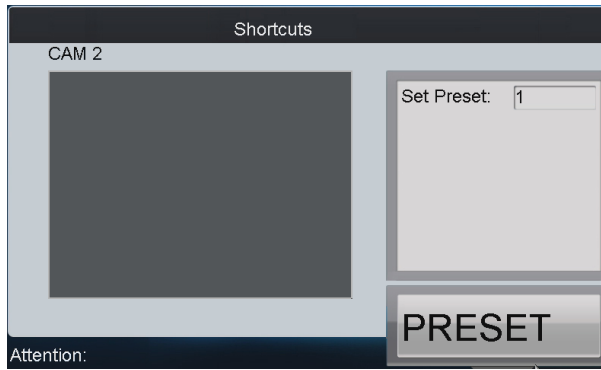 Shortcuts
CAM 2
Set Preset: 1
PRESET
Attention: